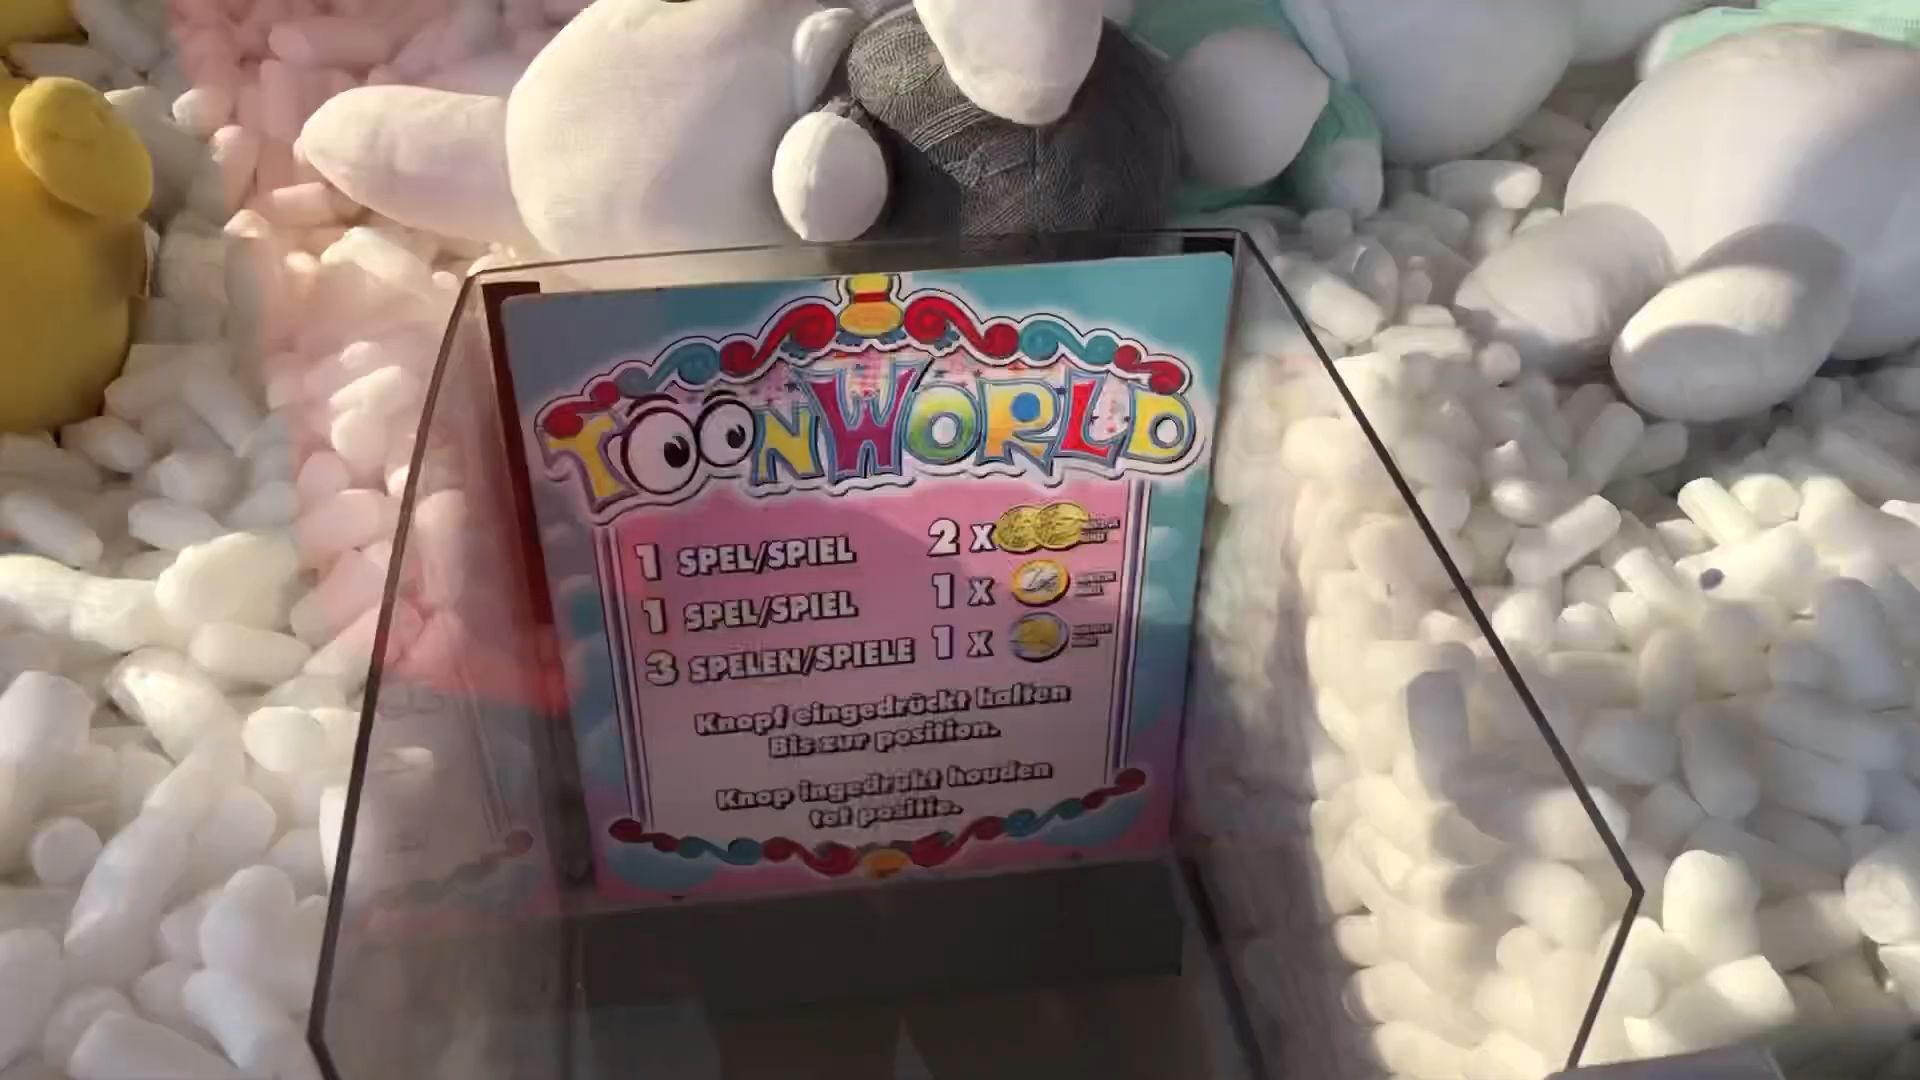 TOONWORLD
1 SPEL/SPIEL 2 X
1 SPEL/SPIEL 1 X
3 SPELEN/SPIELE 1 X
Knopf eingedrückt halten
Bis zur position.
Knop ingedrukt houden
tot positie.